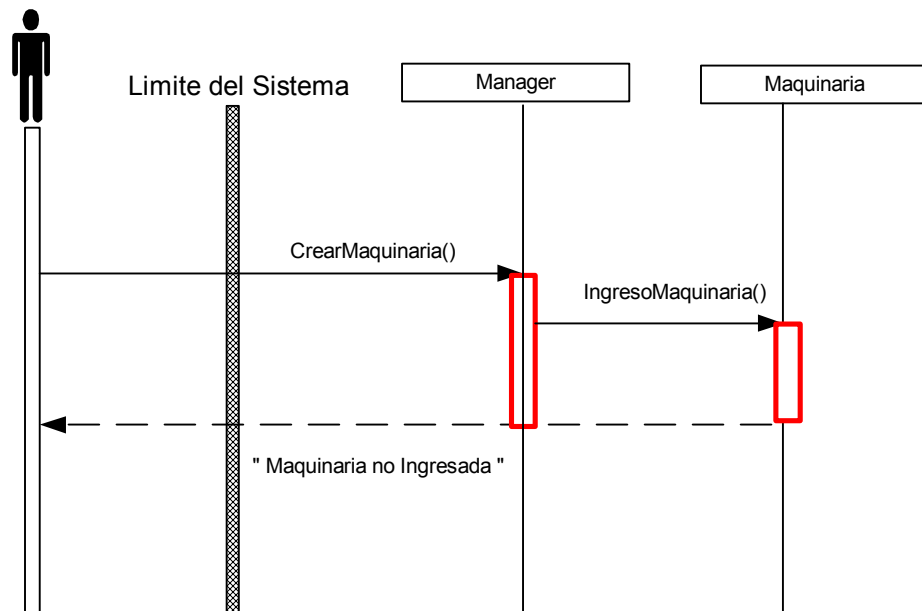 Limite del Sistema
Manager
Maquinaria
CrearMaquinaria()
IngresoMaquinaria()
" Maquinaria no Ingresada "